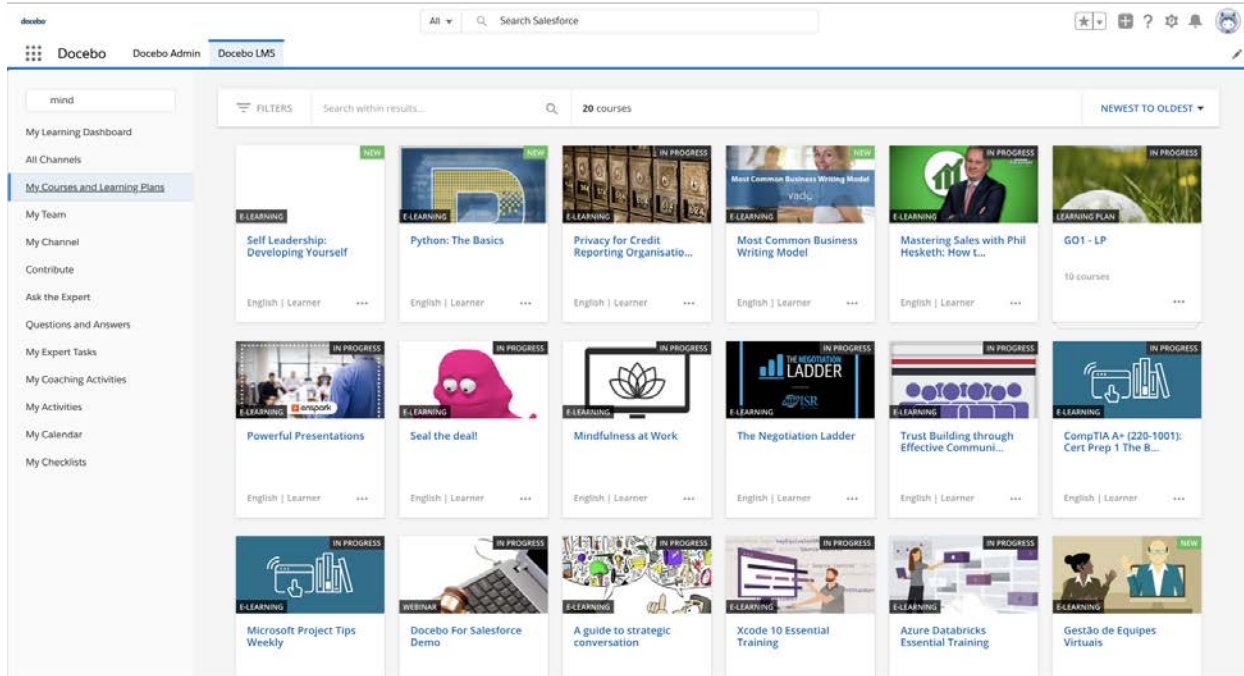 docebo
All
Search Salesforce
Docebo
Docebo Admin
Docebo LMS
mind
My Learning Dashboard
All Channels
My Courses and Learning Plans
My Team
My Channel
Contribute
Ask the Expert
Questions and Answers
My Expert Tasks
My Coaching Activities
My Activities
My Calendar
My Checklists
FILTERS
Search within results...
20 courses
NEWEST TO OLDEST
NEW
E-LEARNING
Self Leadership:
Developing Yourself
English | Learner
NEW
E-LEARNING
Python: The Basics
English | Learner
IN PROGRESS
E-LEARNING
Privacy for Credit
Reporting Organisatio...
English | Learner
NEW
Most Common Business Writing Model
vado
E-LEARNING
Most Common Business
Writing Model
English | Learner
IN PROGRESS
E-LEARNING
Mastering Sales with Phil
Hesketh: How t...
English | Learner
IN PROGRESS
LEARNING PLAN
GO1 - LP
10 courses
IN PROGRESS
E-LEARNING
enspark
Powerful Presentations
English | Learner
IN PROGRESS
E-LEARNING
Seal the deal!
English | Learner
IN PROGRESS
E-LEARNING
Mindfulness at Work
English | Learner
IN PROGRESS
THE NEGOTIATION
LADDER
ISR
E-LEARNING
The Negotiation Ladder
English | Learner
IN PROGRESS
E-LEARNING
Trust Building through
Effective Communi...
English | Learner
IN PROGRESS
E-LEARNING
CompTIA A+ (220-1001):
Cert Prep 1 The B...
English | Learner
IN PROGRESS
E-LEARNING
Microsoft Project Tips
Weekly
IN PROGRESS
WEBINAR
Docebo For Salesforce
Demo
IN PROGRESS
E-LEARNING
A guide to strategic
conversation
IN PROGRESS
E-LEARNING
Xcode 10 Essential
Training
IN PROGRESS
E-LEARNING
Azure Databricks
Essential Training
NEW
E-LEARNING
Gestão de Equipes
Virtuais